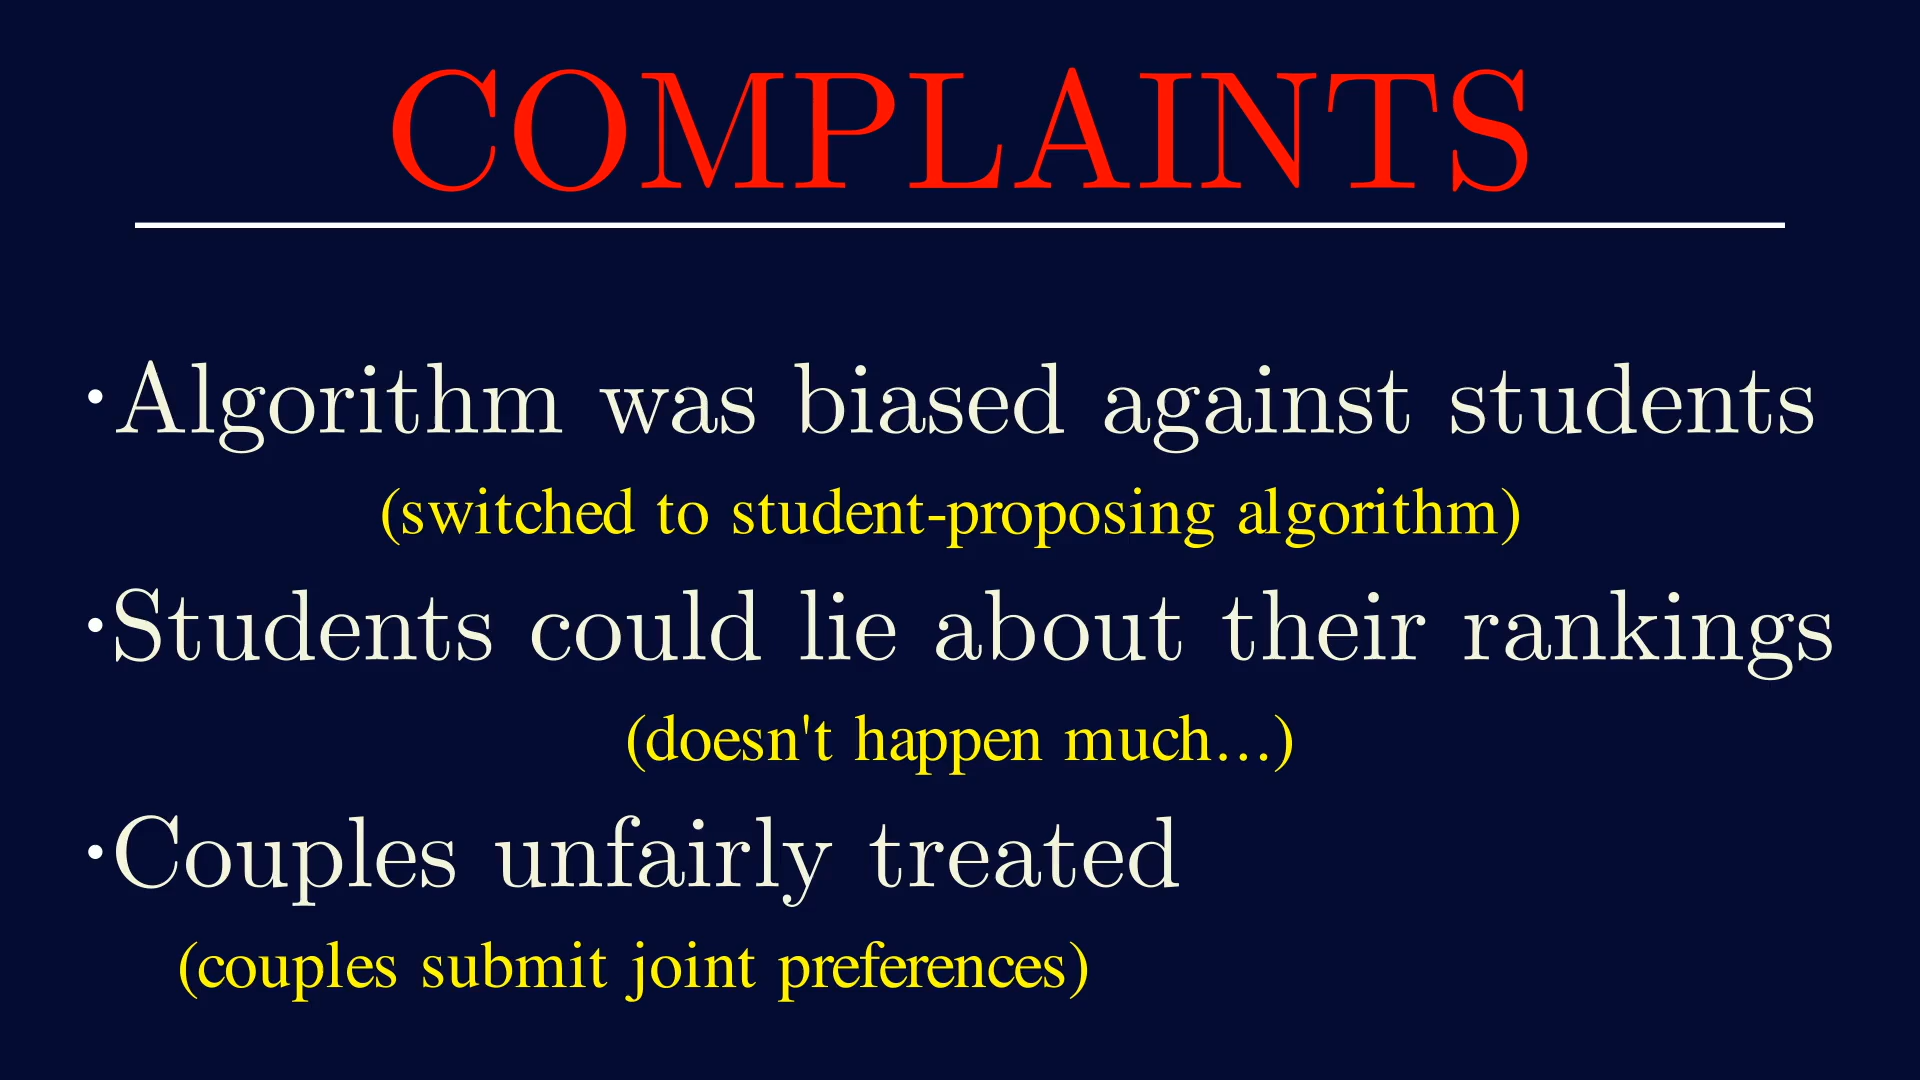 COMPLAINTS
·Algorithm was biased against students
(switched to student-proposing algorithm)
·Students could lie about their rankings
(doesn't happen much...)
·Couples unfairly treated
(couples submit joint preferences)